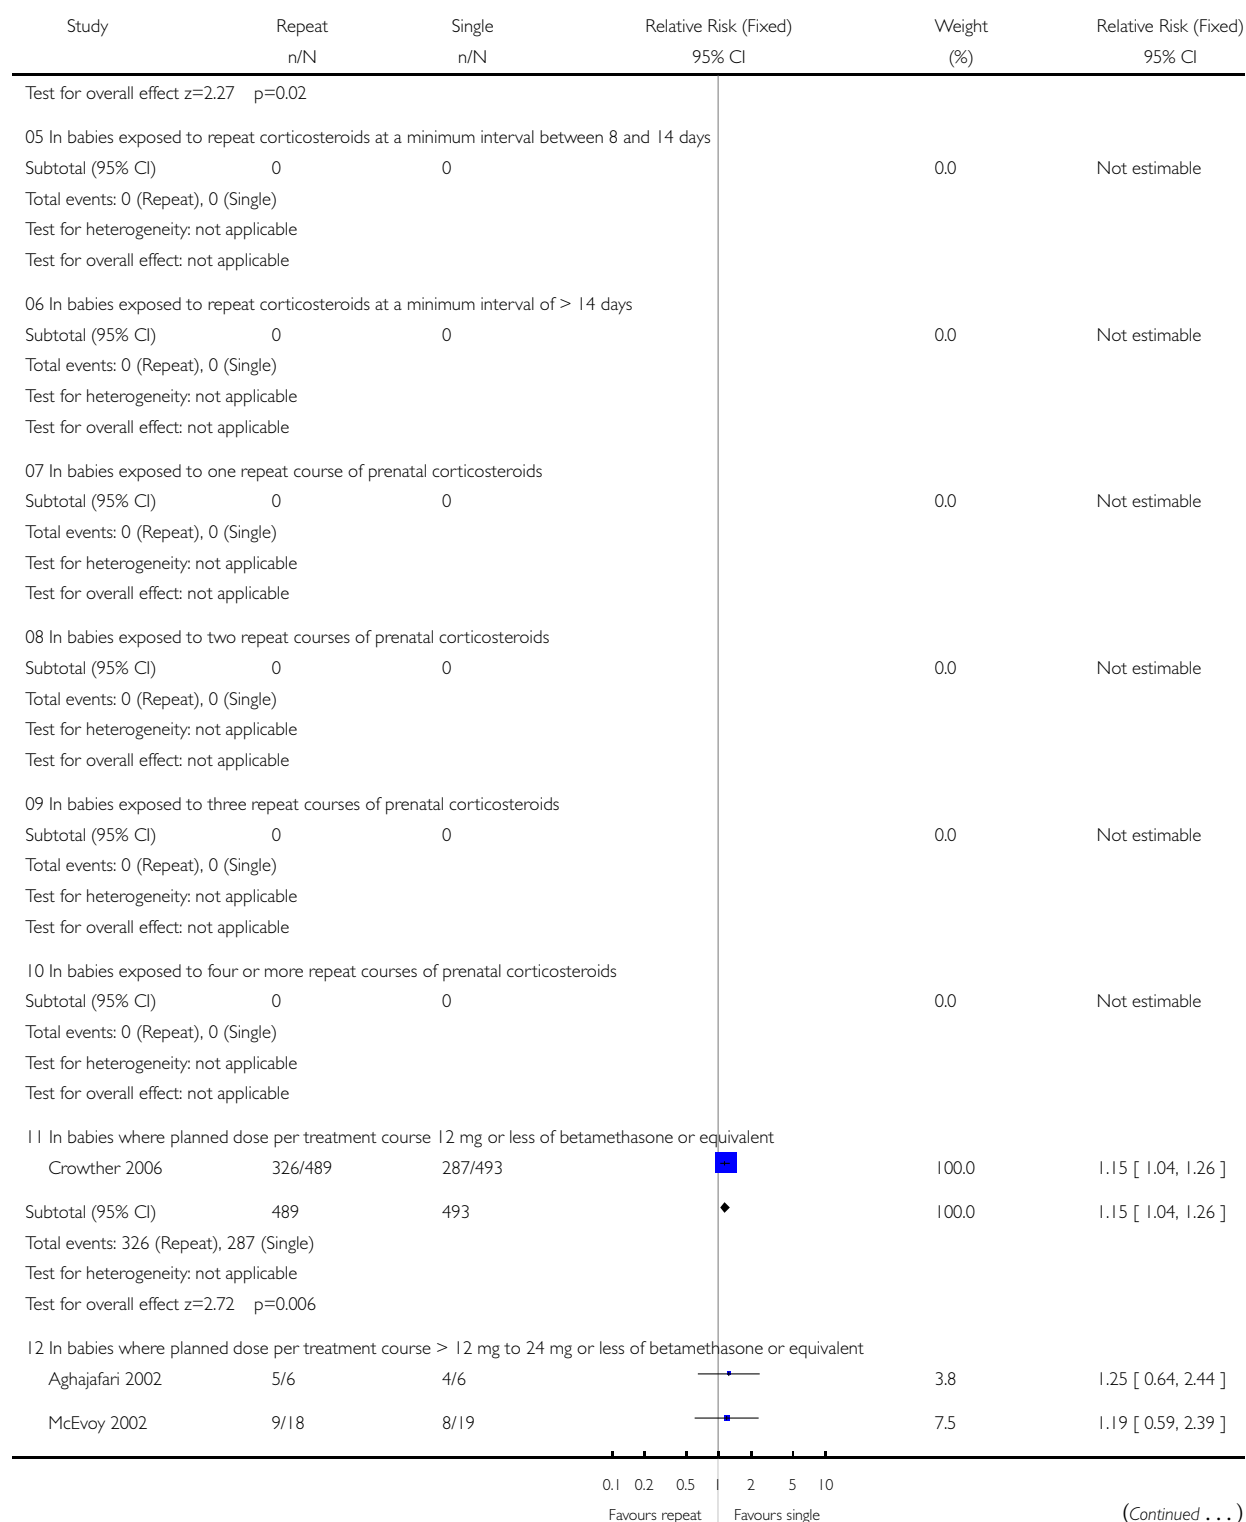 Study Repeat Single Relative Risk (Fixed) Weight Relative Risk (Fixed)
n/N n/N 95% CI (%) 95% CI
Test for overall effect z=2.27 p=0.02
05 In babies exposed to repeat corticosteroids at a minimum interval between 8 and 14 days
Subtotal (95% CI) 0 0 0.0 Not estimable
Total events: 0 (Repeat), 0 (Single)
Test for heterogeneity: not applicable
Test for overall effect: not applicable
06 In babies exposed to repeat corticosteroids at a minimum interval of > 14 days
Subtotal (95% CI) 0 0 0.0 Not estimable
Total events: 0 (Repeat), 0 (Single)
Test for heterogeneity: not applicable
Test for overall effect: not applicable
07 In babies exposed to one repeat course of prenatal corticosteroids
Subtotal (95% CI) 0 0 0.0 Not estimable
Total events: 0 (Repeat), 0 (Single)
Test for heterogeneity: not applicable
Test for overall effect: not applicable
08 In babies exposed to two repeat courses of prenatal corticosteroids
Subtotal (95% CI) 0 0 0.0 Not estimable
Total events: 0 (Repeat), 0 (Single)
Test for heterogeneity: not applicable
Test for overall effect: not applicable
09 In babies exposed to three repeat courses of prenatal corticosteroids
Subtotal (95% CI) 0 0 0.0 Not estimable
Total events: 0 (Repeat), 0 (Single)
Test for heterogeneity: not applicable
Test for overall effect: not applicable
10 In babies exposed to four or more repeat courses of prenatal corticosteroids
Subtotal (95% CI) 0 0 0.0 Not estimable
Total events: 0 (Repeat), 0 (Single)
Test for heterogeneity: not applicable
Test for overall effect: not applicable
11 In babies where planned dose per treatment course 12 mg or less of betamethasone or equivalent
Crowther 2006 326/489 287/493 100.0 1.15 [ 1.04, 1.26 ]
Subtotal (95% CI) 489 493 100.0 1.15 [ 1.04, 1.26 ]
Total events: 326 (Repeat), 287 (Single)
Test for heterogeneity: not applicable
Test for overall effect z=2.72 p=0.006
12 In babies where planned dose per treatment course > 12 mg to 24 mg or less of betamethasone or equivalent
Aghajafari 2002 5/6 4/6 3.8 1.25 [ 0.64, 2.44 ]
McEvoy 2002 9/18 8/19 7.5 1.19 [ 0.59, 2.39 ]
0.1 0.2 0.5 1 2 5 10
Favours repeat Favours single (Continued . . . )